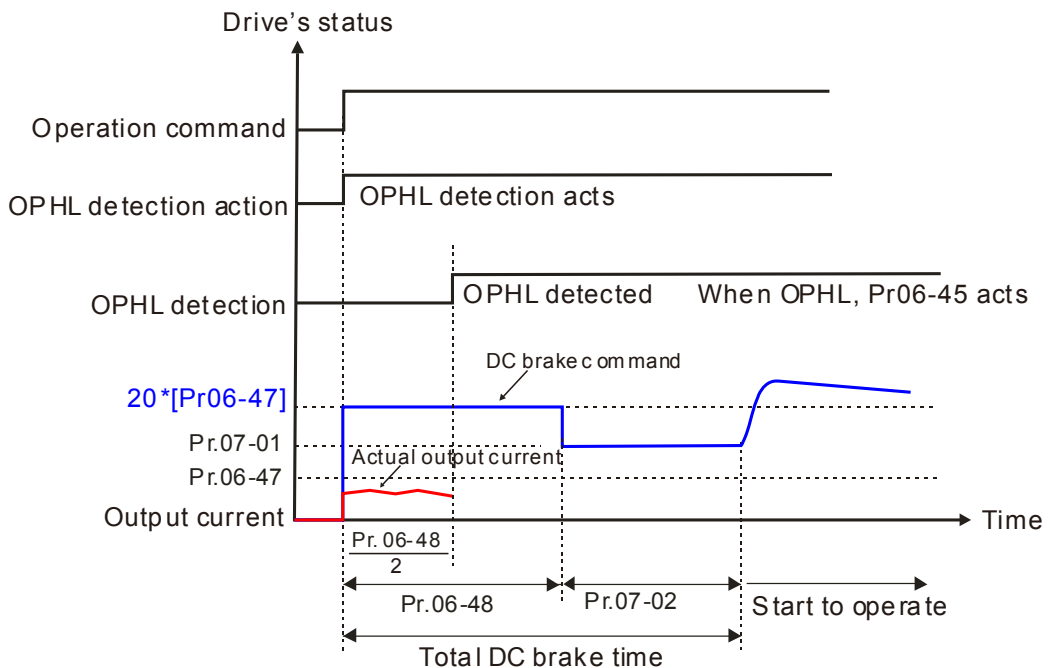 Drive's status
Operation command
OPHL detection action
OPHL detection acts
OPHL detection
OPHL detected
When OPHL, Pr06-45 acts
DC brake command
20*[Pr06-47]
Pr.07-01
Actual output current
Pr.06-47
Output current
Time
Pr. 06-48
2
Pr.06-48
Pr.07-02
Start to operate
Total DC brake time